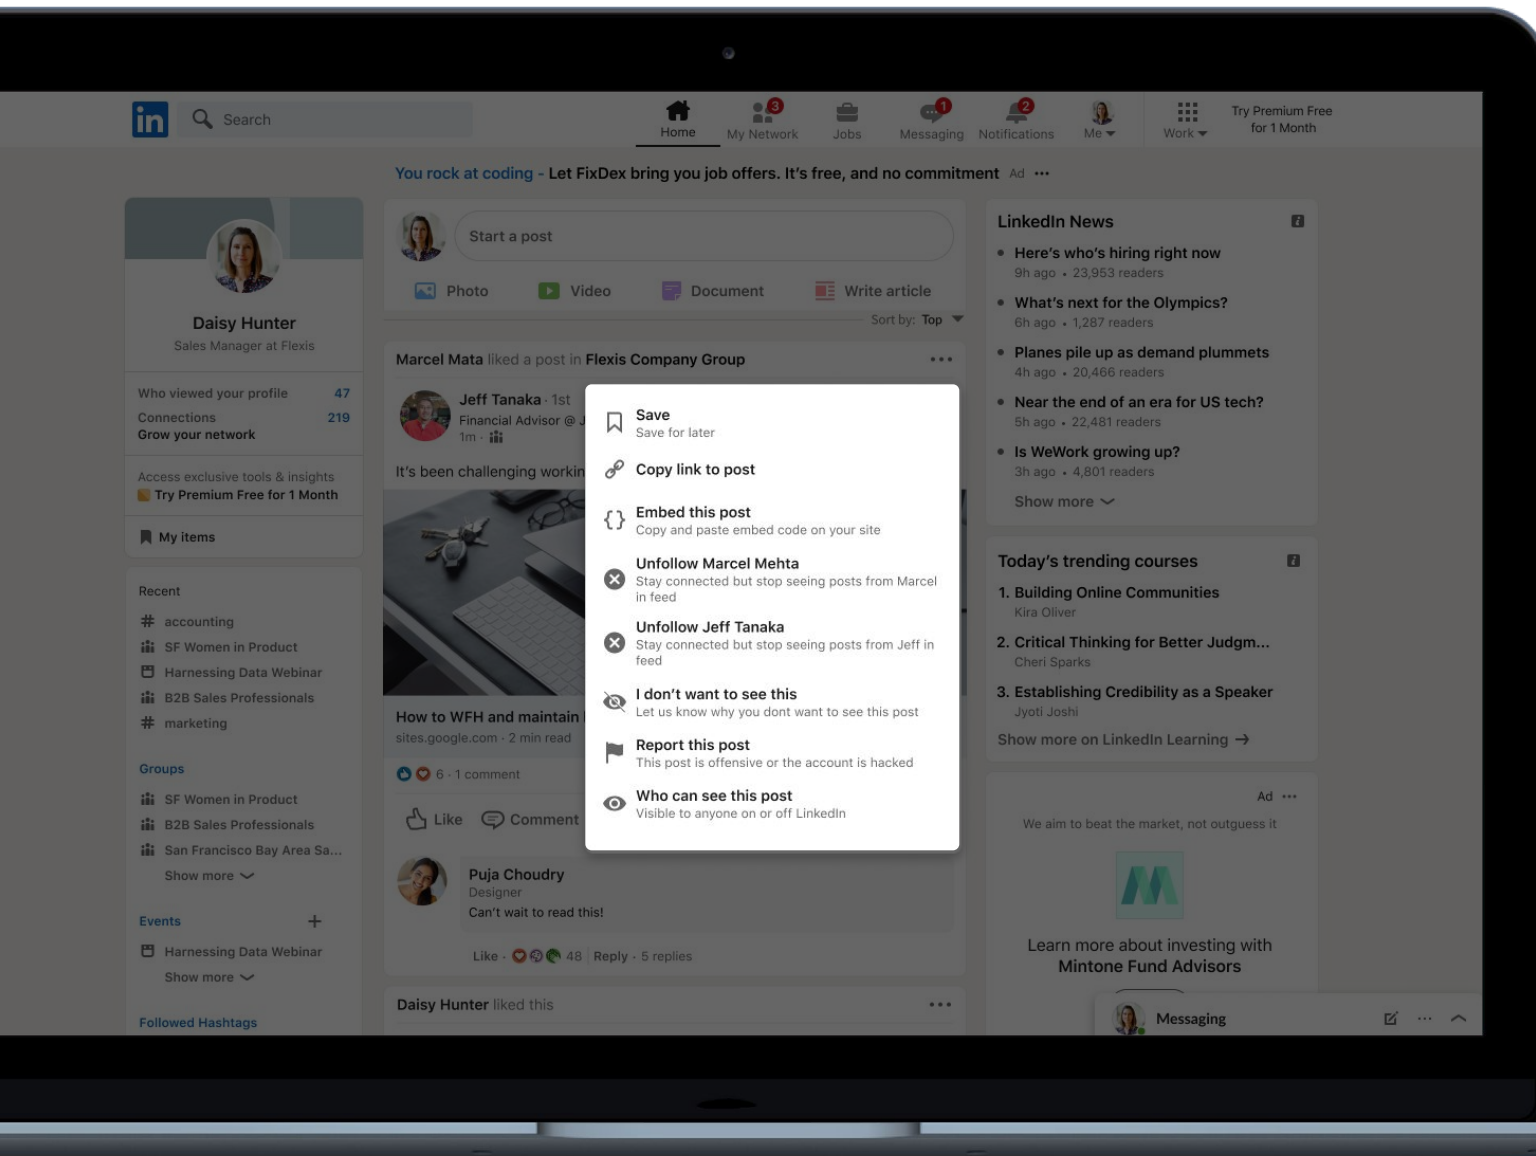 in
Search
Home
3
My Network
Jobs
1
Messaging
2
Notifications
Me
Work
Try Premium Free
for 1 Month
You rock at coding - Let FixDex bring you job offers. It's free, and no commitment Ad
Daisy Hunter
Sales Manager at Flexis
Who viewed your profile 47
Connections 219
Grow your network
Access exclusive tools & insights
Try Premium Free for 1 Month
My items
Recent
# accounting
SF Women in Product
Harnessing Data Webinar
B2B Sales Professionals
# marketing
Groups
SF Women in Product
B2B Sales Professionals
San Francisco Bay Area Sa...
Show more
Events +
Harnessing Data Webinar
Show more
Followed Hashtags
Start a post
Photo Video Document Write article
Sort by: Top
Marcel Mata liked a post in Flexis Company Group
Jeff Tanaka · 1st
Financial Advisor @ J
1m ·
It's been challenging workin
How to WFH and maintain
sites.google.com · 2 min read
6 · 1 comment
Like Comment
Puja Choudry
Designer
Can't wait to read this!
Like · 48 | Reply · 5 replies
Daisy Hunter liked this
Save
Save for later
Copy link to post
{} Embed this post
Copy and paste embed code on your site
Unfollow Marcel Mehta
Stay connected but stop seeing posts from Marcel
in feed
Unfollow Jeff Tanaka
Stay connected but stop seeing posts from Jeff in
feed
I don't want to see this
Let us know why you dont want to see this post
Report this post
This post is offensive or the account is hacked
Who can see this post
Visible to anyone on or off LinkedIn
LinkedIn News
• Here's who's hiring right now
9h ago • 23,953 readers
• What's next for the Olympics?
6h ago • 1,287 readers
• Planes pile up as demand plummets
4h ago • 20,466 readers
• Near the end of an era for US tech?
5h ago • 22,481 readers
• Is WeWork growing up?
3h ago • 4,801 readers
Show more
Today's trending courses
1. Building Online Communities
Kira Oliver
2. Critical Thinking for Better Judgm...
Cheri Sparks
3. Establishing Credibility as a Speaker
Jyoti Joshi
Show more on LinkedIn Learning →
Ad
We aim to beat the market, not outguess it
Learn more about investing with
Mintone Fund Advisors
Messaging